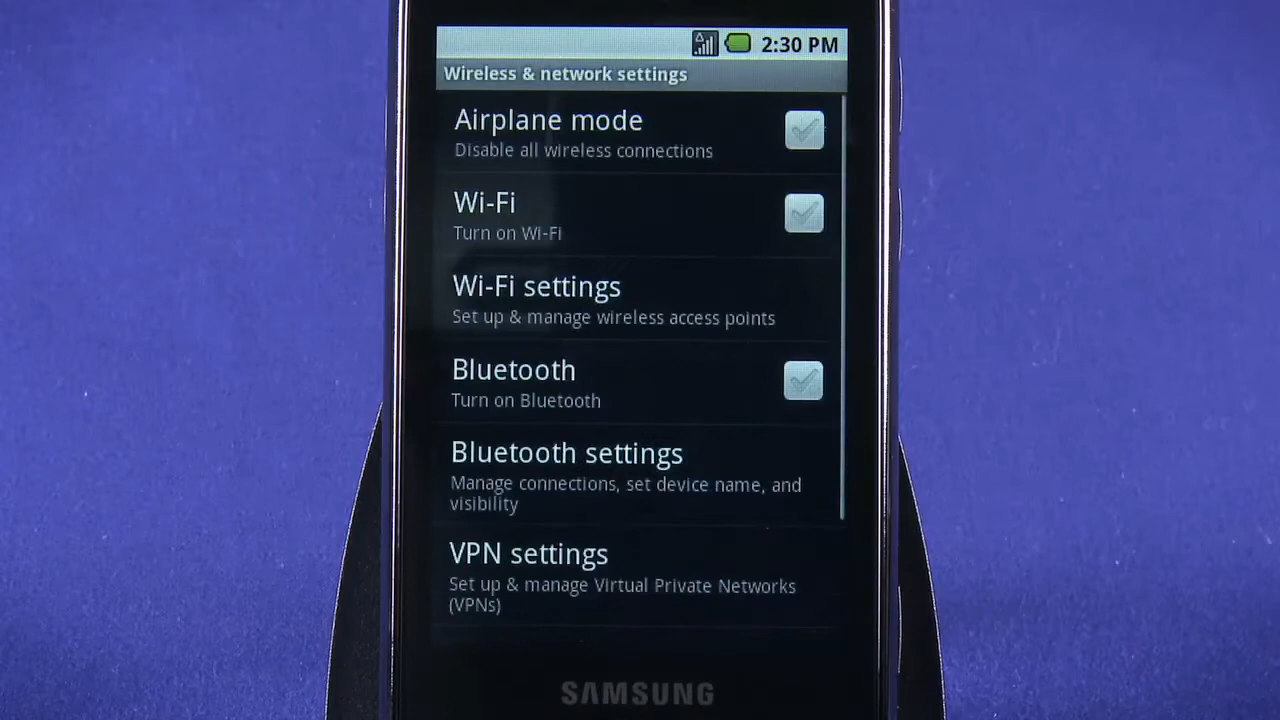 2:30 PM
Wireless & network settings
Airplane mode
Disable all wireless connections
Wi-Fi
Turn on Wi-Fi
Wi-Fi settings
Set up & manage wireless access points
Bluetooth
Turn on Bluetooth
Bluetooth settings
Manage connections, set device name, and
visibility
VPN settings
Set up & manage Virtual Private Networks
(VPNs)
SAMSUNG